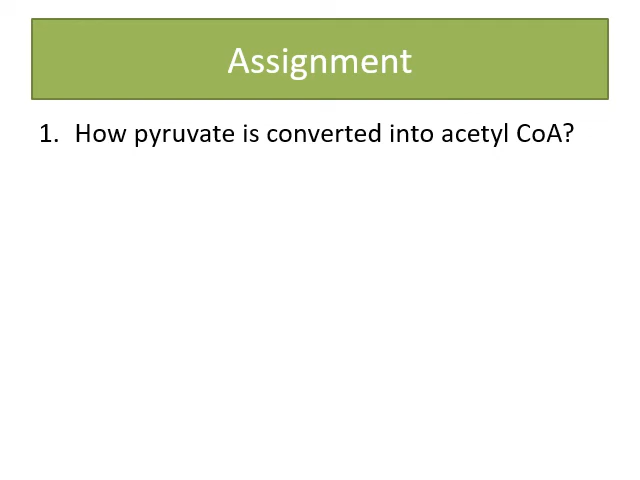 Assignment
1. How pyruvate is converted into acetyl CoA?